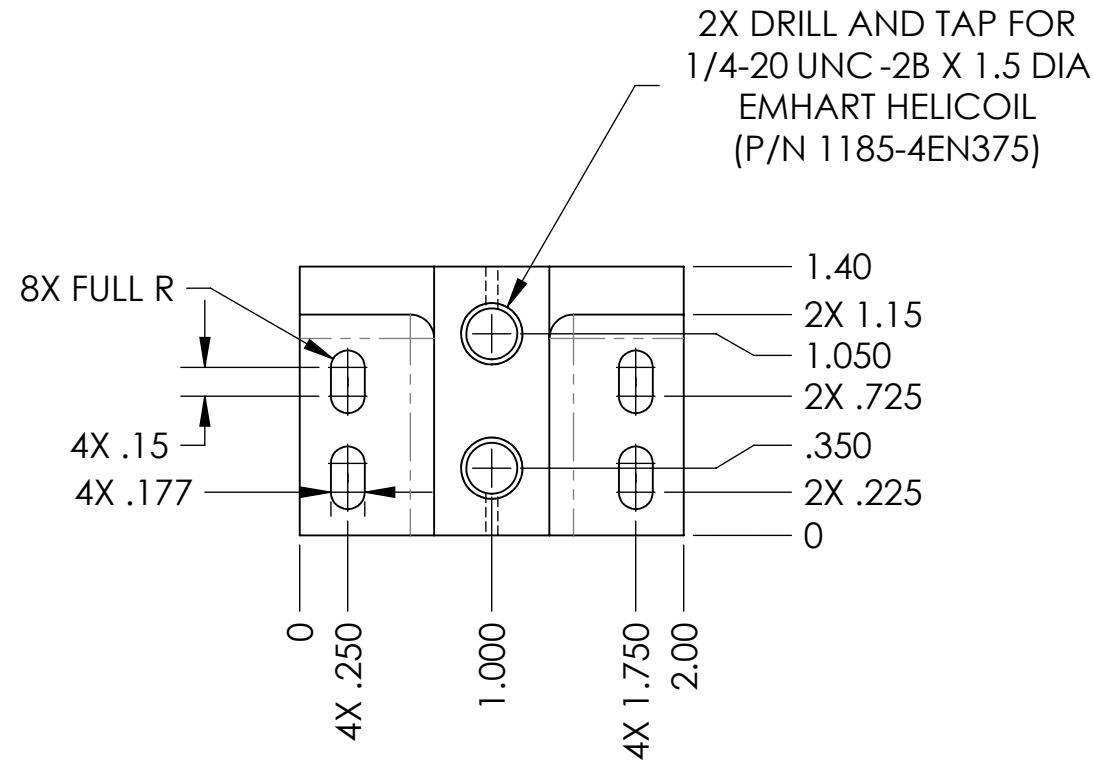 2X DRILL AND TAP FOR
1/4-20 UNC -2B X 1.5 DIA
EMHART HELICOIL
(P/N 1185-4EN375)
8X FULL R
4X .15
4X .177
1.40
2X 1.15
1.050
2X .725
.350
2X .225
0
0
4X .250
1.000
4X 1.750
2.00